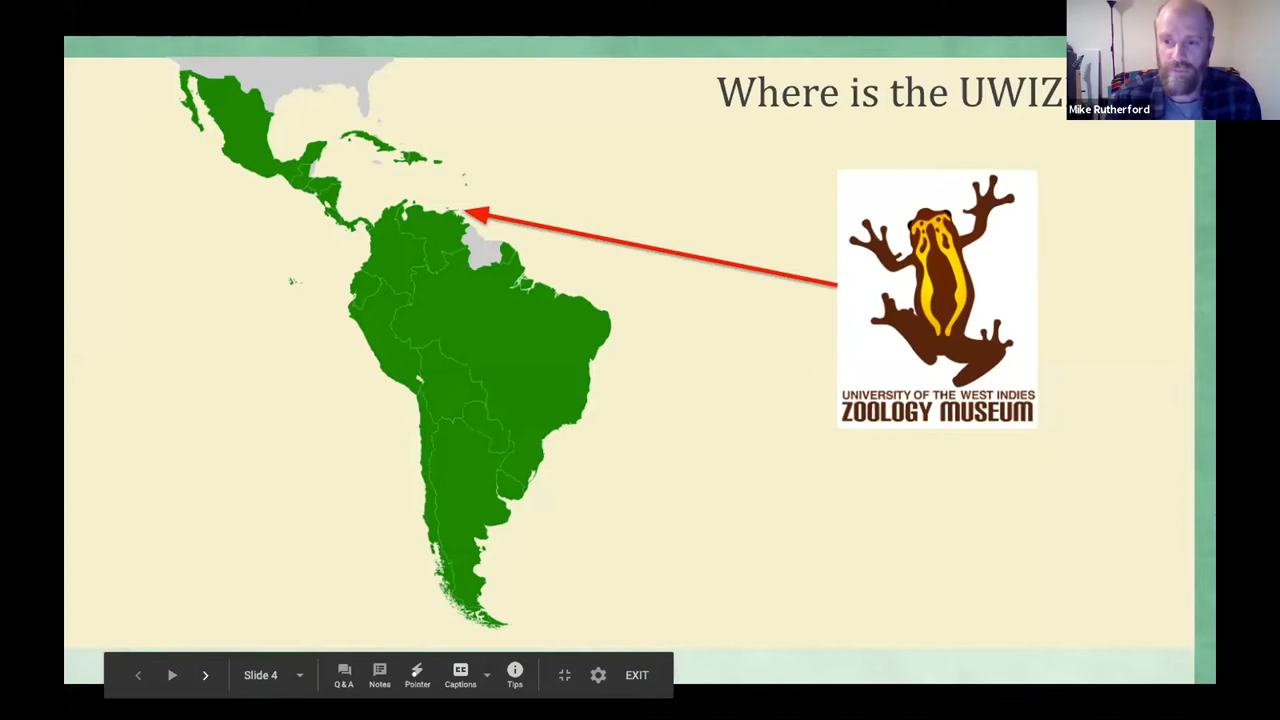 Where is the UWIZ
Mike Rutherford
UNIVERSITY OF THE WEST INDIES
ZOOLOGY MUSEUM
Slide 4
Q & A
Notes
Pointer
CC
Captions
Tips
EXIT